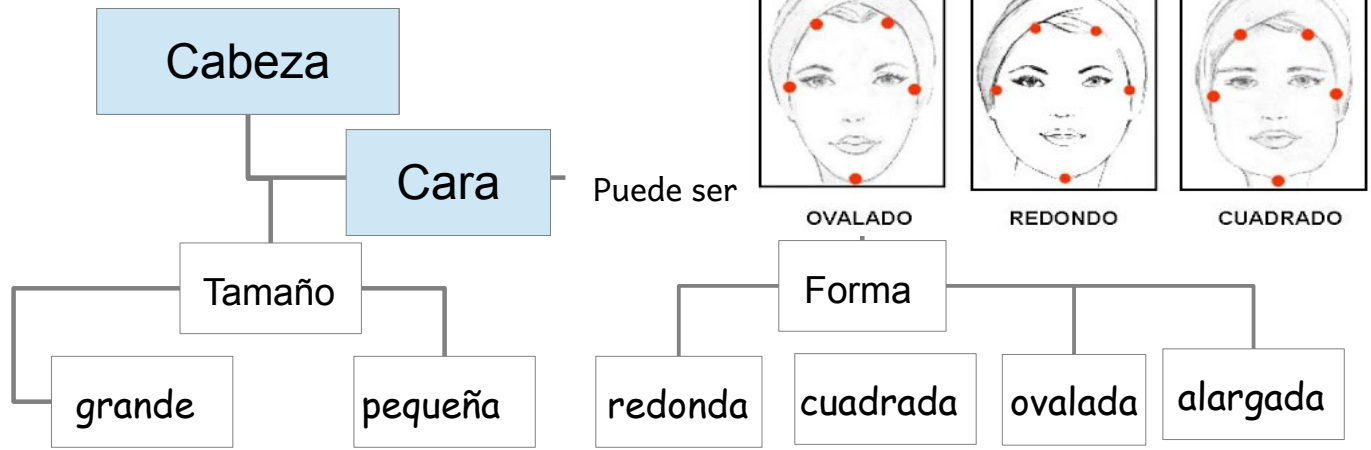 Cabeza
Cara
Puede ser
OVALADO
REDONDO
CUADRADO
Tamaño
Forma
grande
pequeña
redonda
cuadrada
ovalada
alargada